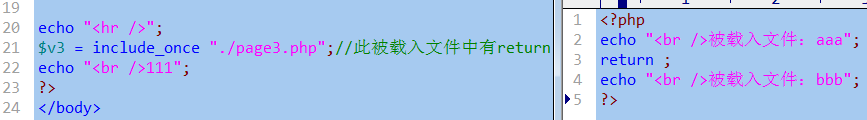 19
20 echo "<hr />";
21 $v3 = include_once "./page3.php";//此被载入文件中有return
22 echo "<br />111";
23 ?>
24 </body>
1 <?php
2 echo "<br />被载入文件：aaa";
3 return ;
4 echo "<br />被载入文件：bbb";
5 ?>